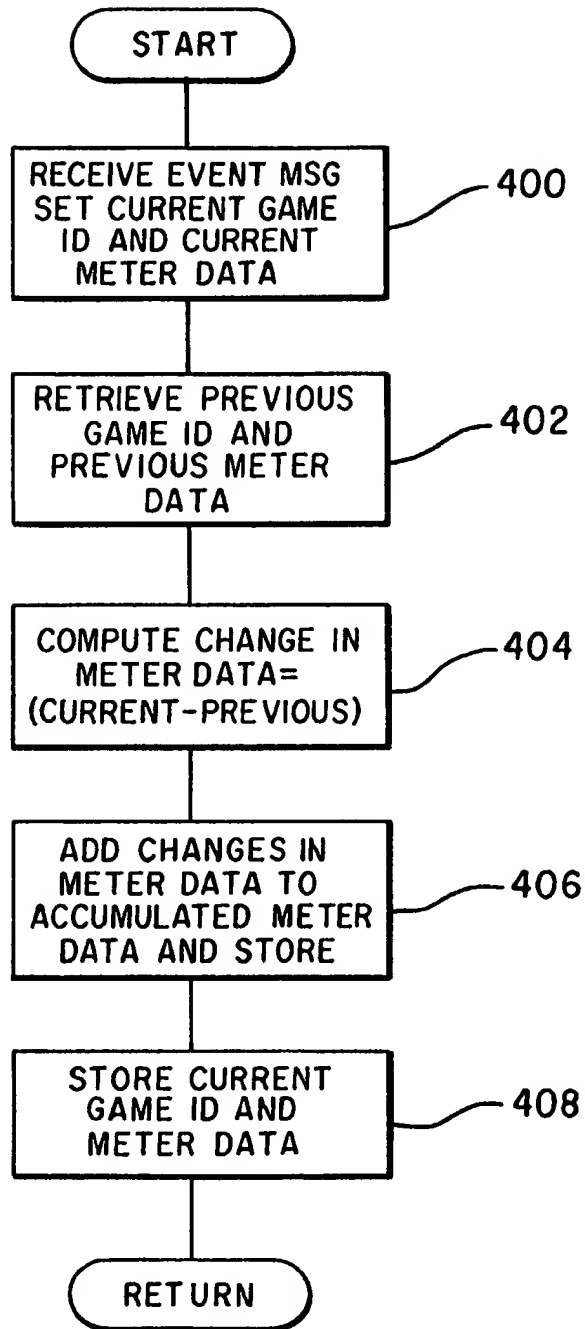 START
RECEIVE EVENT MSG
SET CURRENT GAME
ID AND CURRENT
METER DATA
400
RETRIEVE PREVIOUS
GAME ID AND
PREVIOUS METER
DATA
402
COMPUTE CHANGE IN
METER DATA=
(CURRENT-PREVIOUS)
404
ADD CHANGES IN
METER DATA TO
ACCUMULATED METER
DATA AND STORE
406
STORE CURRENT
GAME ID AND
METER DATA
408
RETURN